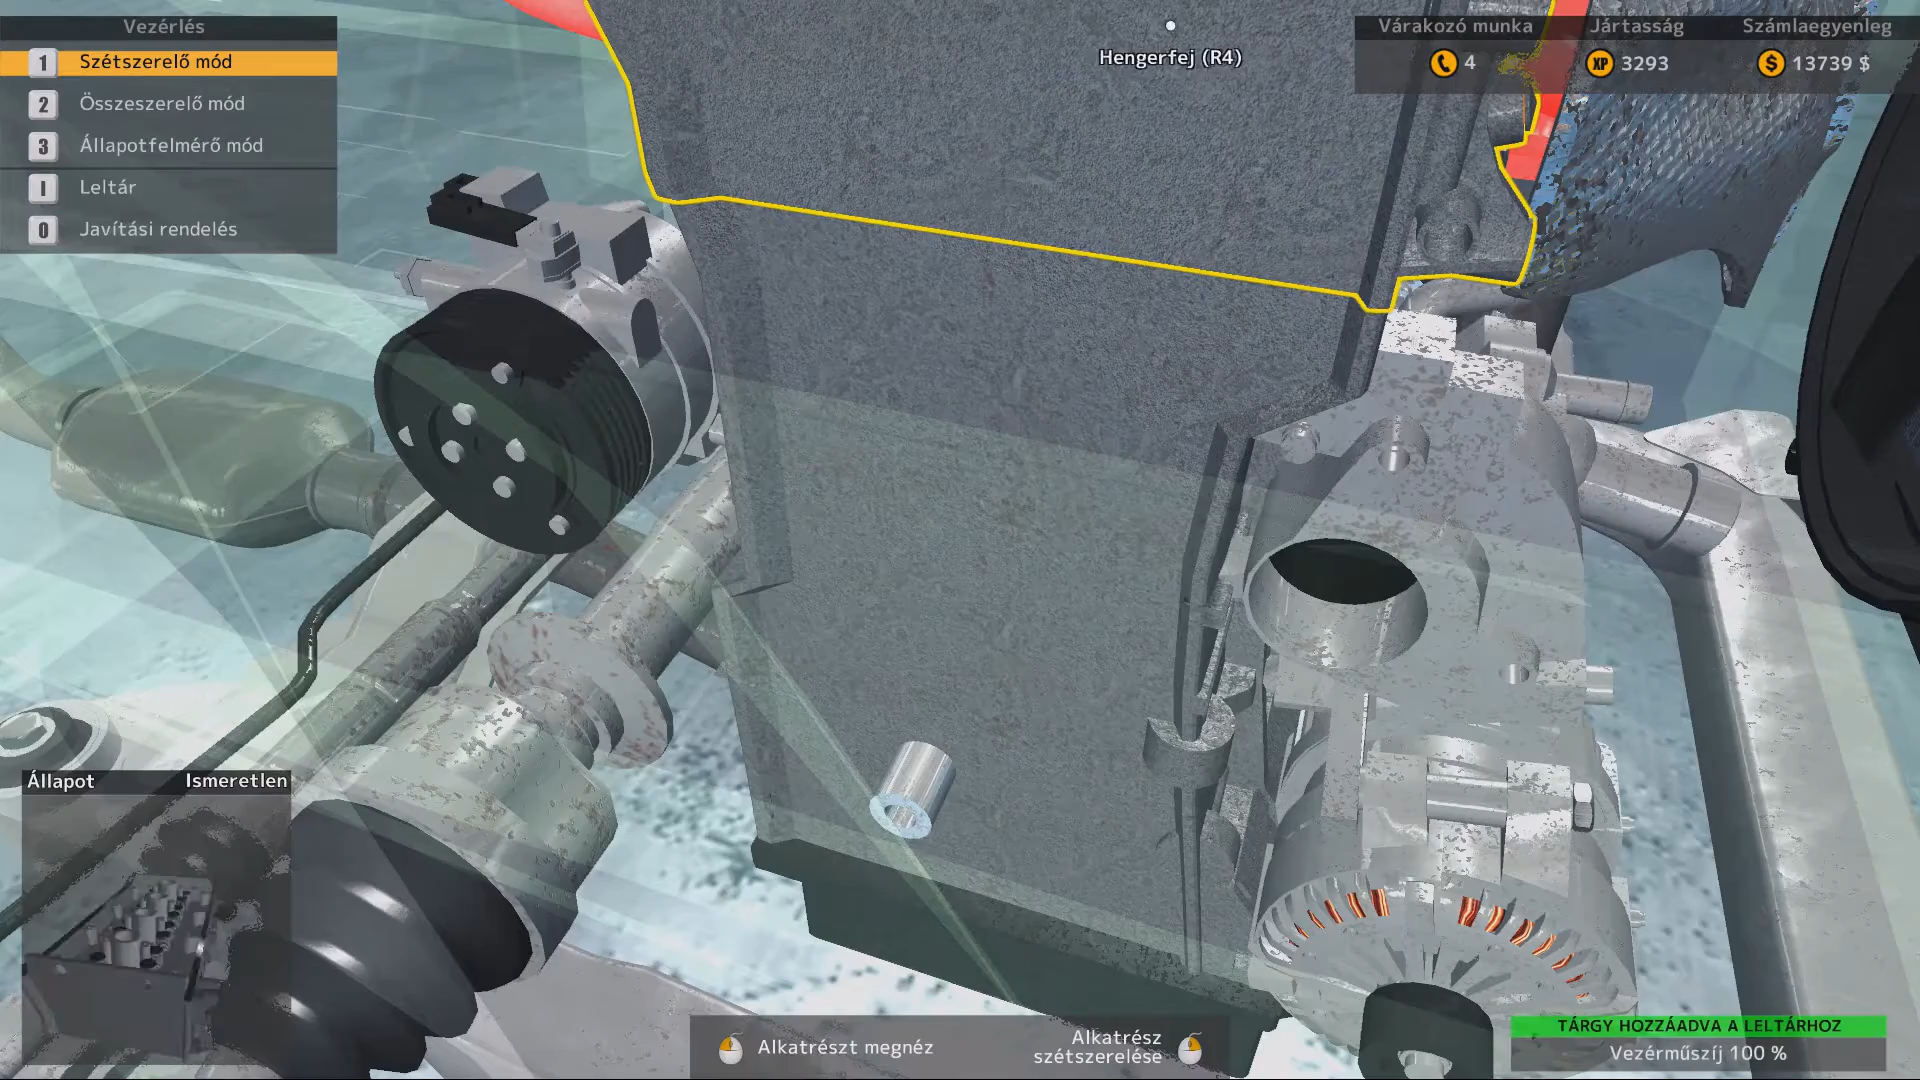 Vezérlés
1 Szétszerelő mód
2 Összeszerelő mód
3 Állapotfelmérő mód
I Leltár
O Javítási rendelés
Hengerfej (R4)
Várakozó munka Jártasság Számlaegyenleg
4 XP 3293 $ 13739 $
Állapot Ismeretlen
Alkatrészt megnéz
Alkatrész
szétszerelése
TÁRGY HOZZÁADVA A LELTÁRHOZ
Vezérműszíj 100 %